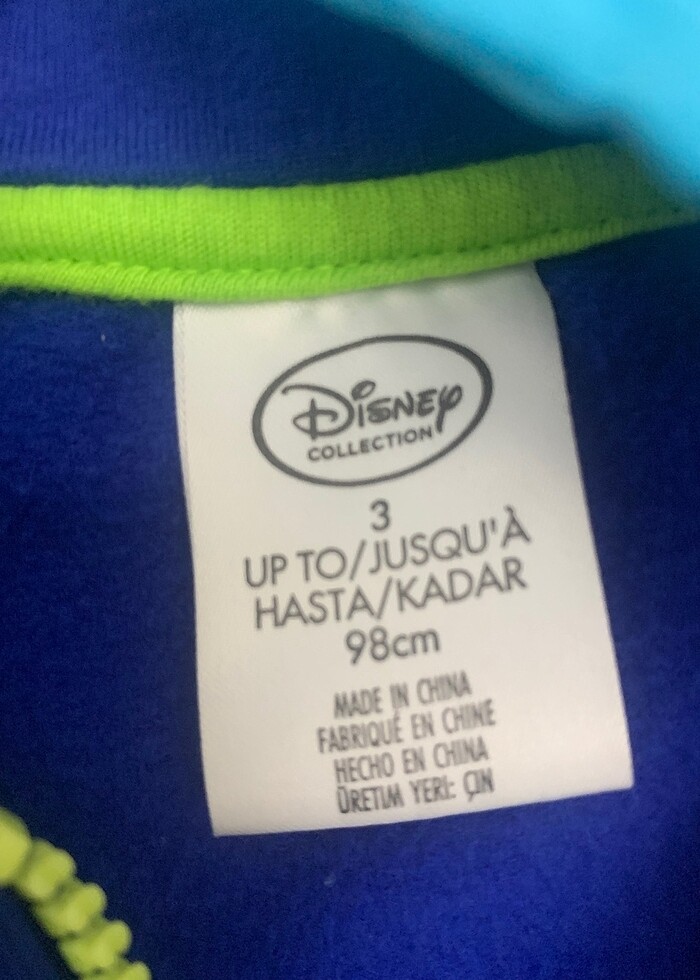 Disney
COLLECTION
3
UP TO/JUSQU'À
HASTA/KADAR
98cm
MADE IN CHINA
FABRIQUÉ EN CHINE
HECHO EN CHINA
ÜRETIM YERI: ÇIN